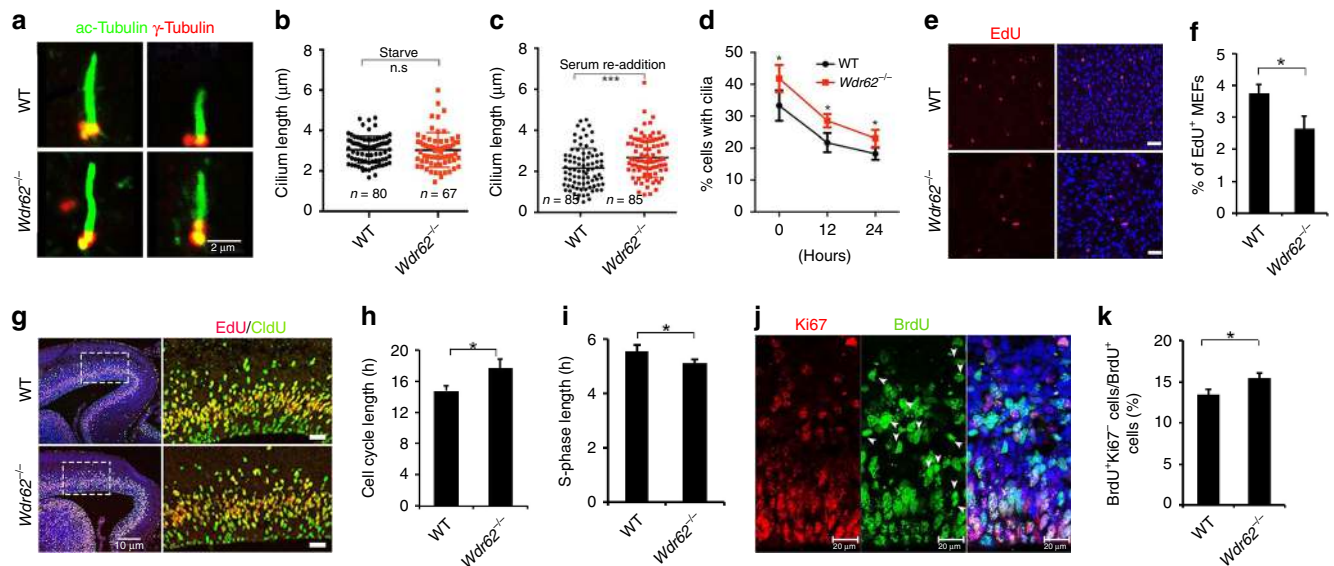 a
ac-Tubulin γ-Tubulin
WT
Wdr62⁻/⁻
2 μm
b
Cilium length (μm)
8
6
4
2
0
Starve
n.s
n = 80
n = 67
WT
Wdr62⁻/⁻
c
Cilium length (μm)
8
6
4
2
0
Serum re-addition
***
n = 85
n = 85
WT
Wdr62⁻/⁻
d
% cells with cilia
50
40
30
20
10
0
WT
Wdr62⁻/⁻
*
*
*
0
12
24
(Hours)
e
EdU
WT
Wdr62⁻/⁻
f
% of EdU⁺ MEFs
5
4
3
2
1
0
*
WT
Wdr62⁻/⁻
g
EdU/CldU
WT
Wdr62⁻/⁻
10 μm
h
Cell cycle length (h)
20
16
12
8
4
0
*
WT
Wdr62⁻/⁻
i
S-phase length (h)
6
4
2
0
*
WT
Wdr62⁻/⁻
j
Ki67
BrdU
20 μm
20 μm
20 μm
k
BrdU⁺Ki67⁻ cells/BrdU⁺
cells (%)
20
15
10
5
0
*
WT
Wdr62⁻/⁻